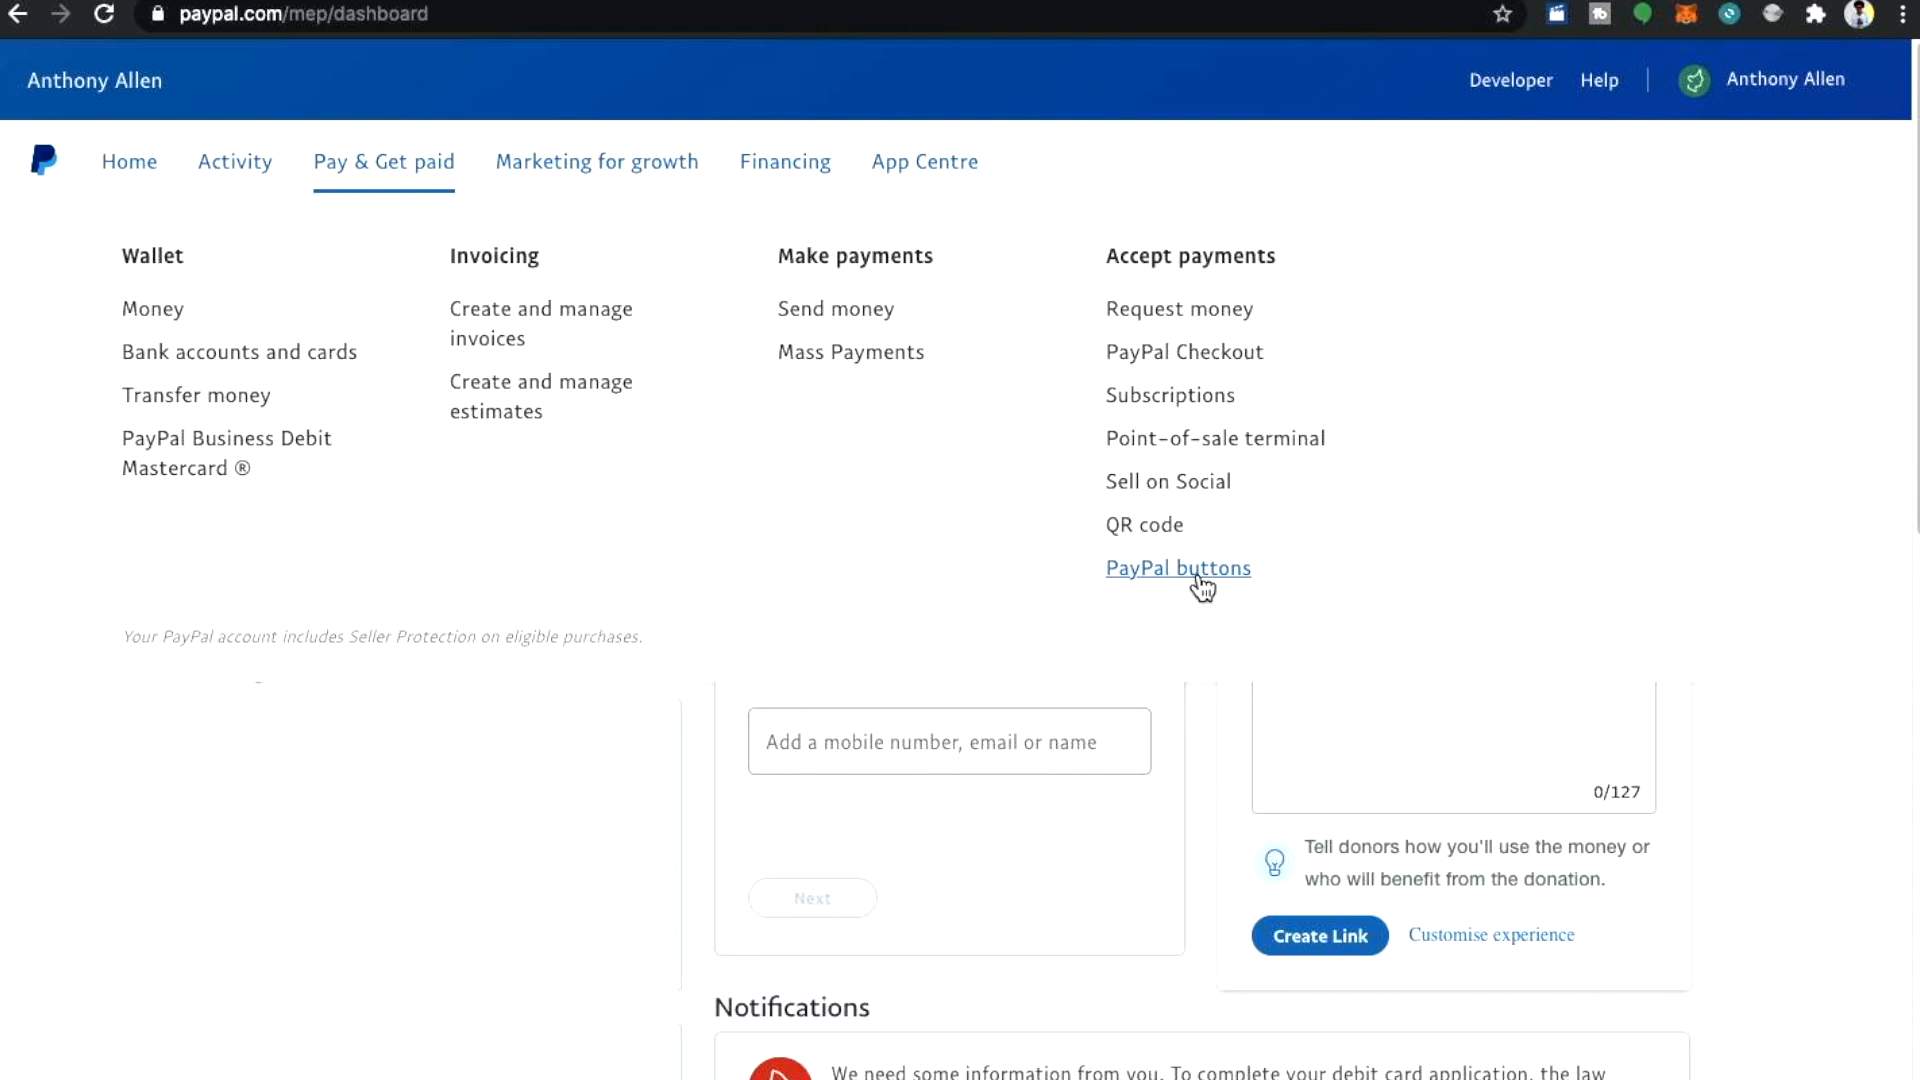 paypal.com/mep/dashboard
Anthony Allen
Developer Help Anthony Allen
Home Activity Pay & Get paid Marketing for growth Financing App Centre
Wallet
Money
Bank accounts and cards
Transfer money
PayPal Business Debit
Mastercard ®
Invoicing
Create and manage
invoices
Create and manage
estimates
Make payments
Send money
Mass Payments
Accept payments
Request money
PayPal Checkout
Subscriptions
Point-of-sale terminal
Sell on Social
QR code
PayPal buttons
Your PayPal account includes Seller Protection on eligible purchases.
Add a mobile number, email or name
Next
0/127
Tell donors how you'll use the money or
who will benefit from the donation.
Create Link Customise experience
Notifications
We need some information from you. To complete your debit card application, the law